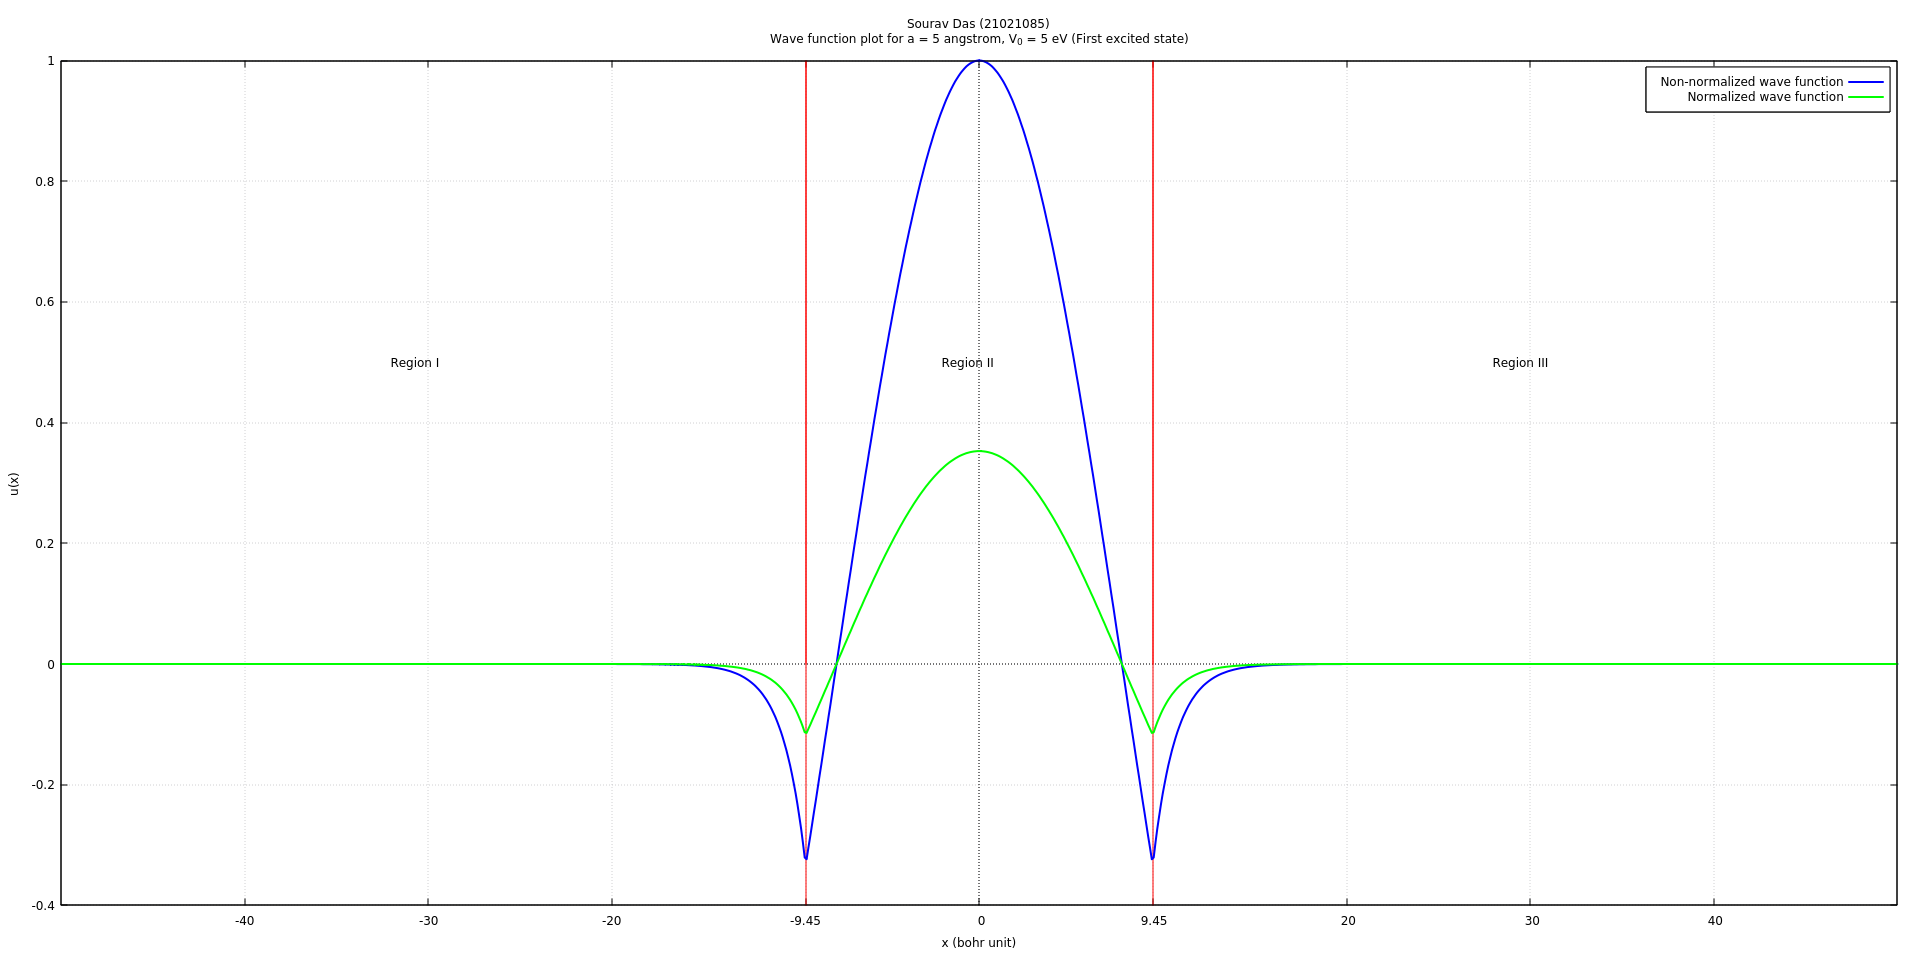 Sourav Das (21021085)
Wave function plot for a = 5 angstrom, V₀ = 5 eV (First excited state)
Non-normalized wave function
Normalized wave function
1
0.8
0.6
0.4
0.2
0
-0.2
-0.4
u(x)
Region I
Region II
Region III
-40
-30
-20
-9.45
0
9.45
20
30
40
x (bohr unit)